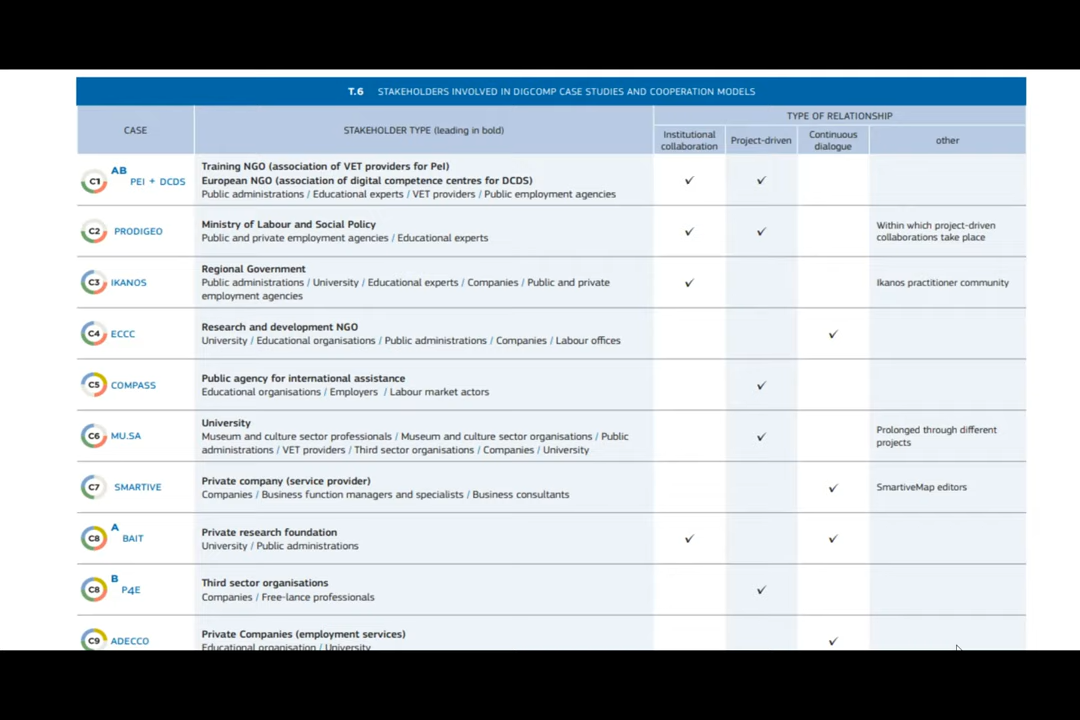 T.6 STAKEHOLDERS INVOLVED IN DIGCOMP CASE STUDIES AND COOPERATION MODELS
CASE
STAKEHOLDER TYPE (leading in bold)
TYPE OF RELATIONSHIP
Institutional
collaboration
Project-driven
Continuous
dialogue
other
C1 AB PEI + DCDS
Training NGO (association of VET providers for PeI)
European NGO (association of digital competence centres for DCDS)
Public administrations / Educational experts / VET providers / Public employment agencies
✓ ✓
C2 PRODIGEO
Ministry of Labour and Social Policy
Public and private employment agencies / Educational experts
✓ ✓
Within which project-driven
collaborations take place
C3 IKANOS
Regional Government
Public administrations / University / Educational experts / Companies / Public and private
employment agencies
✓
Ikanos practitioner community
C4 ECCC
Research and development NGO
University / Educational organisations / Public administrations / Companies / Labour offices
✓
C5 COMPASS
Public agency for international assistance
Educational organisations / Employers / Labour market actors
✓
C6 MU.SA
University
Museum and culture sector professionals / Museum and culture sector organisations / Public
administrations / VET providers / Third sector organisations / Companies / University
✓
Prolonged through different
projects
C7 SMARTIVE
Private company (service provider)
Companies / Business function managers and specialists / Business consultants
✓
SmartiveMap editors
C8 A BAIT
Private research foundation
University / Public administrations
✓ ✓
C8 B P4E
Third sector organisations
Companies / Free-lance professionals
✓
C9 ADECCO
Private Companies (employment services)
Educational organisation / University
✓